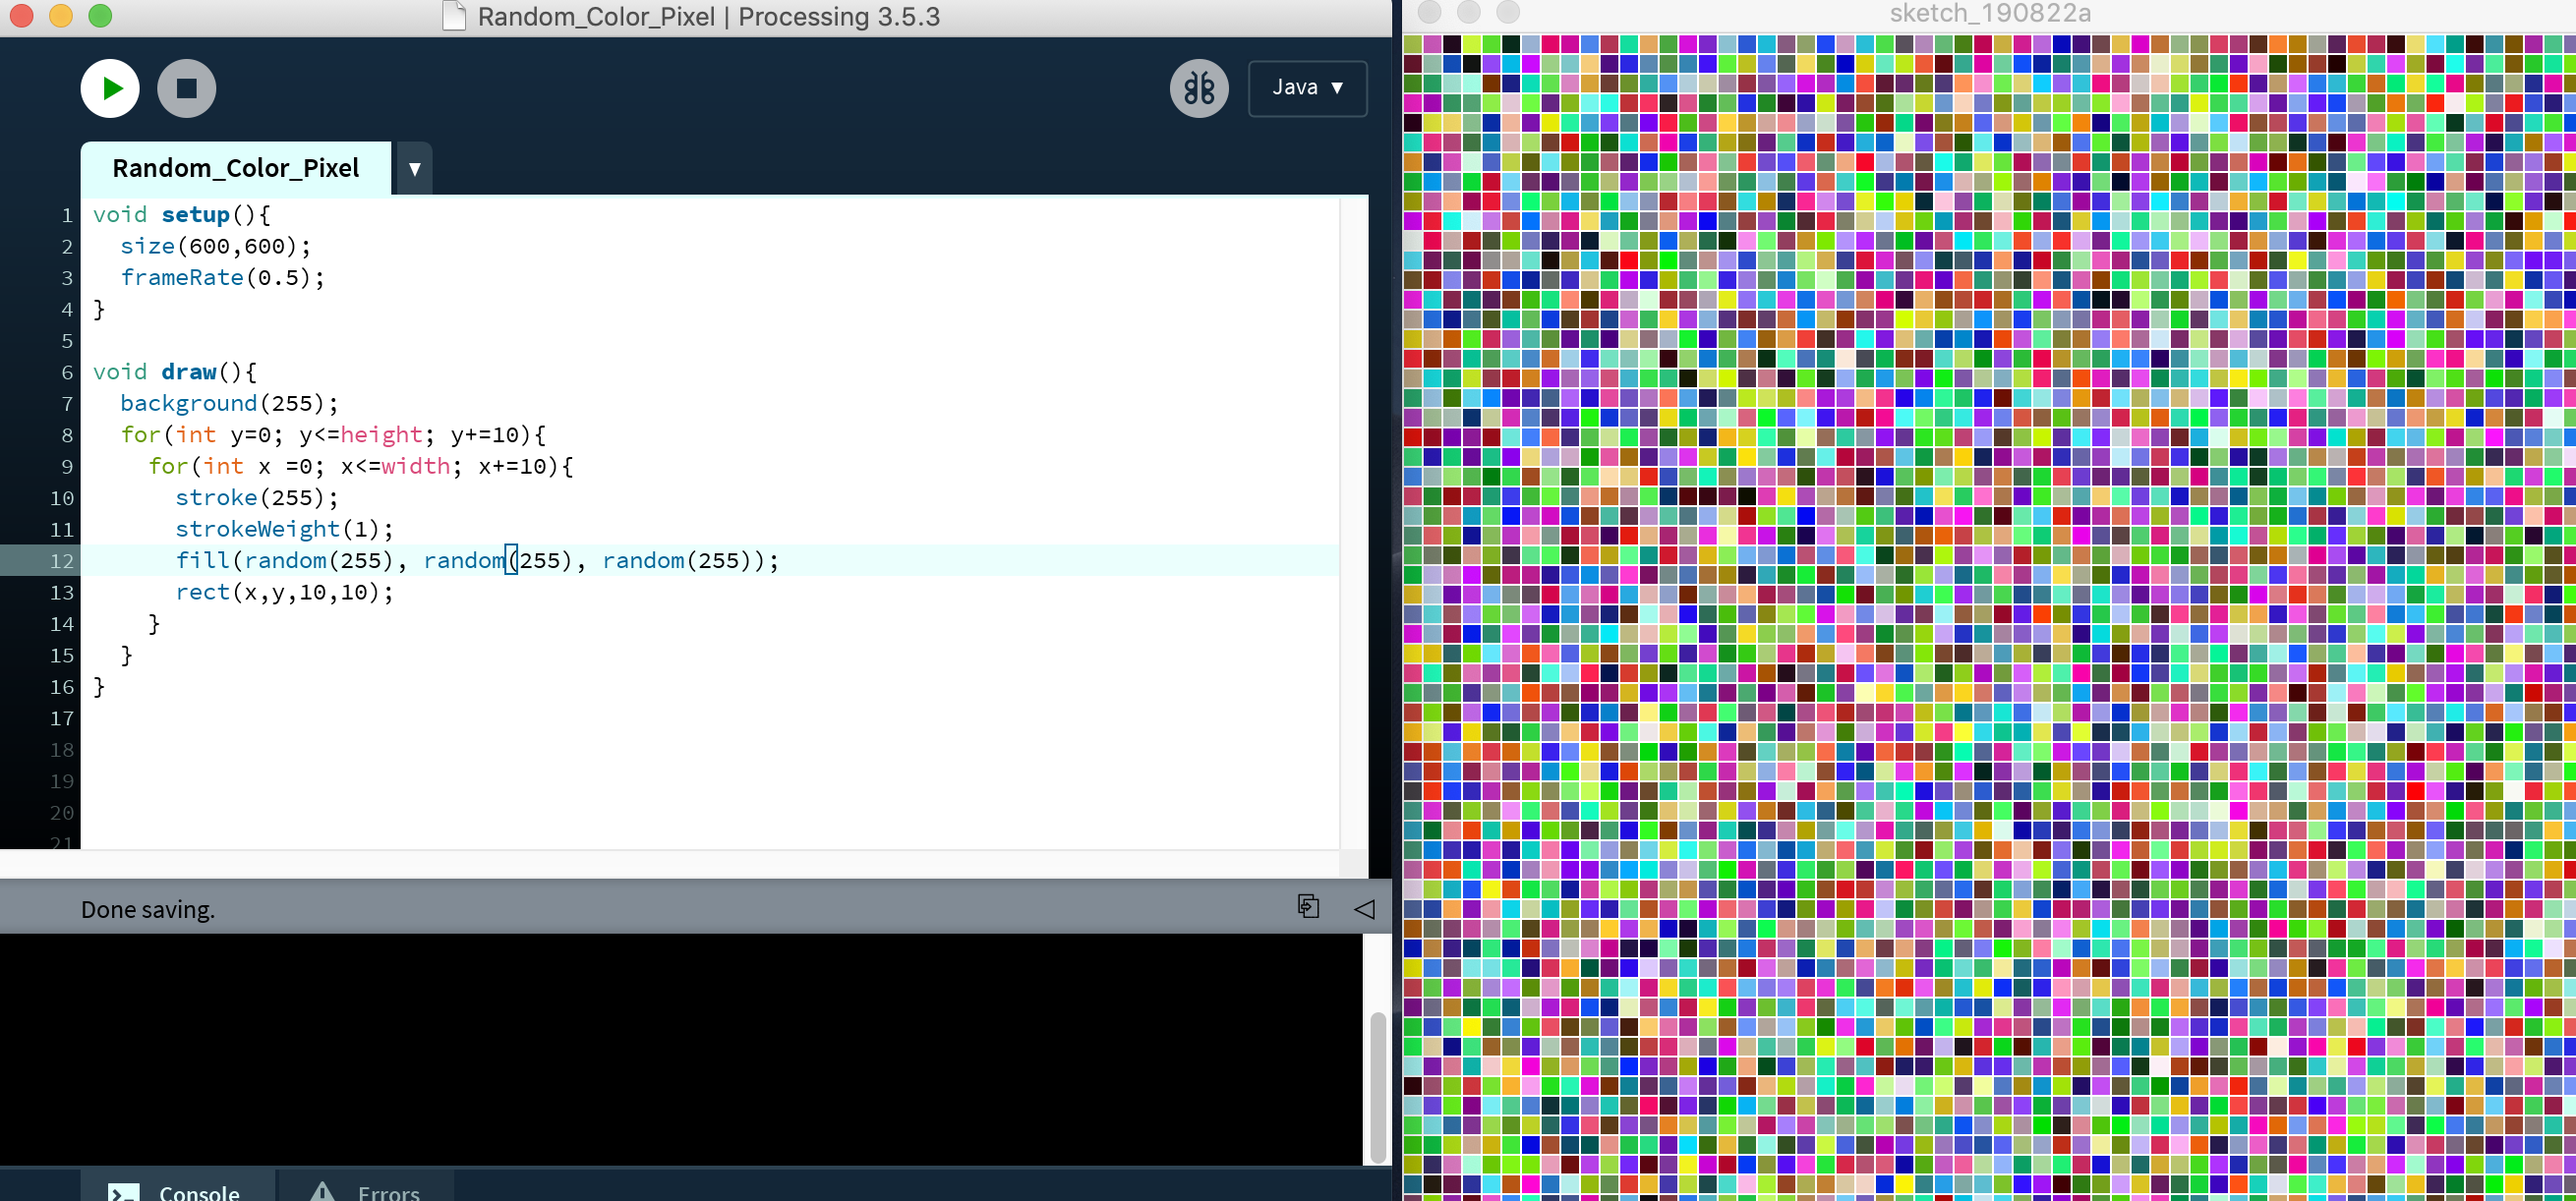 Random_Color_Pixel | Processing 3.5.3
sketch_190822a
Java ▼
Random_Color_Pixel ▼
1 void setup(){
2   size(600,600);
3   frameRate(0.5);
4 }
5
6 void draw(){
7   background(255);
8   for(int y=0; y<=height; y+=10){
9     for(int x =0; x<=width; x+=10){
10       stroke(255);
11       strokeWeight(1);
12       fill(random(255), random(255), random(255));
13       rect(x,y,10,10);
14     }
15   }
16 }
17
18
19
20
21
Done saving.
Console Errors